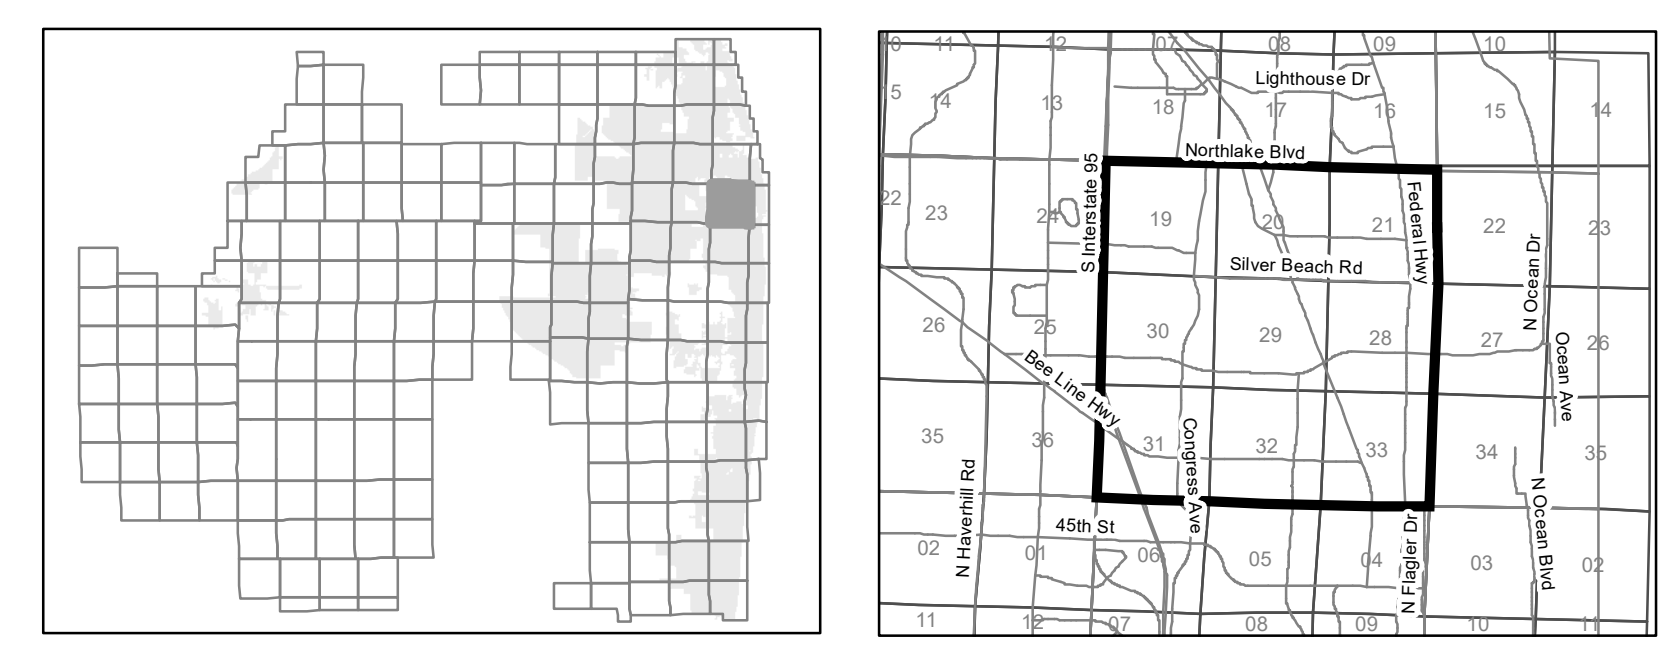 0 11 12 07 08 09 10
Lighthouse Dr
5 14 13 18 17 16 15 14
Northlake Blvd
S Interstate 95
Federal Hwy
22 23 24 19 20 21 22 23
Silver Beach Rd
N Ocean Dr
26 25 30 29 28 27 26
Ocean Ave
Bee Line Hwy
35 36 31 32 33 34 35
Congress Ave
N Haverhill Rd
45th St
N Flagler Dr
N Ocean Blvd
02 01 06 05 04 03 02
11 12 07 08 09 10 11